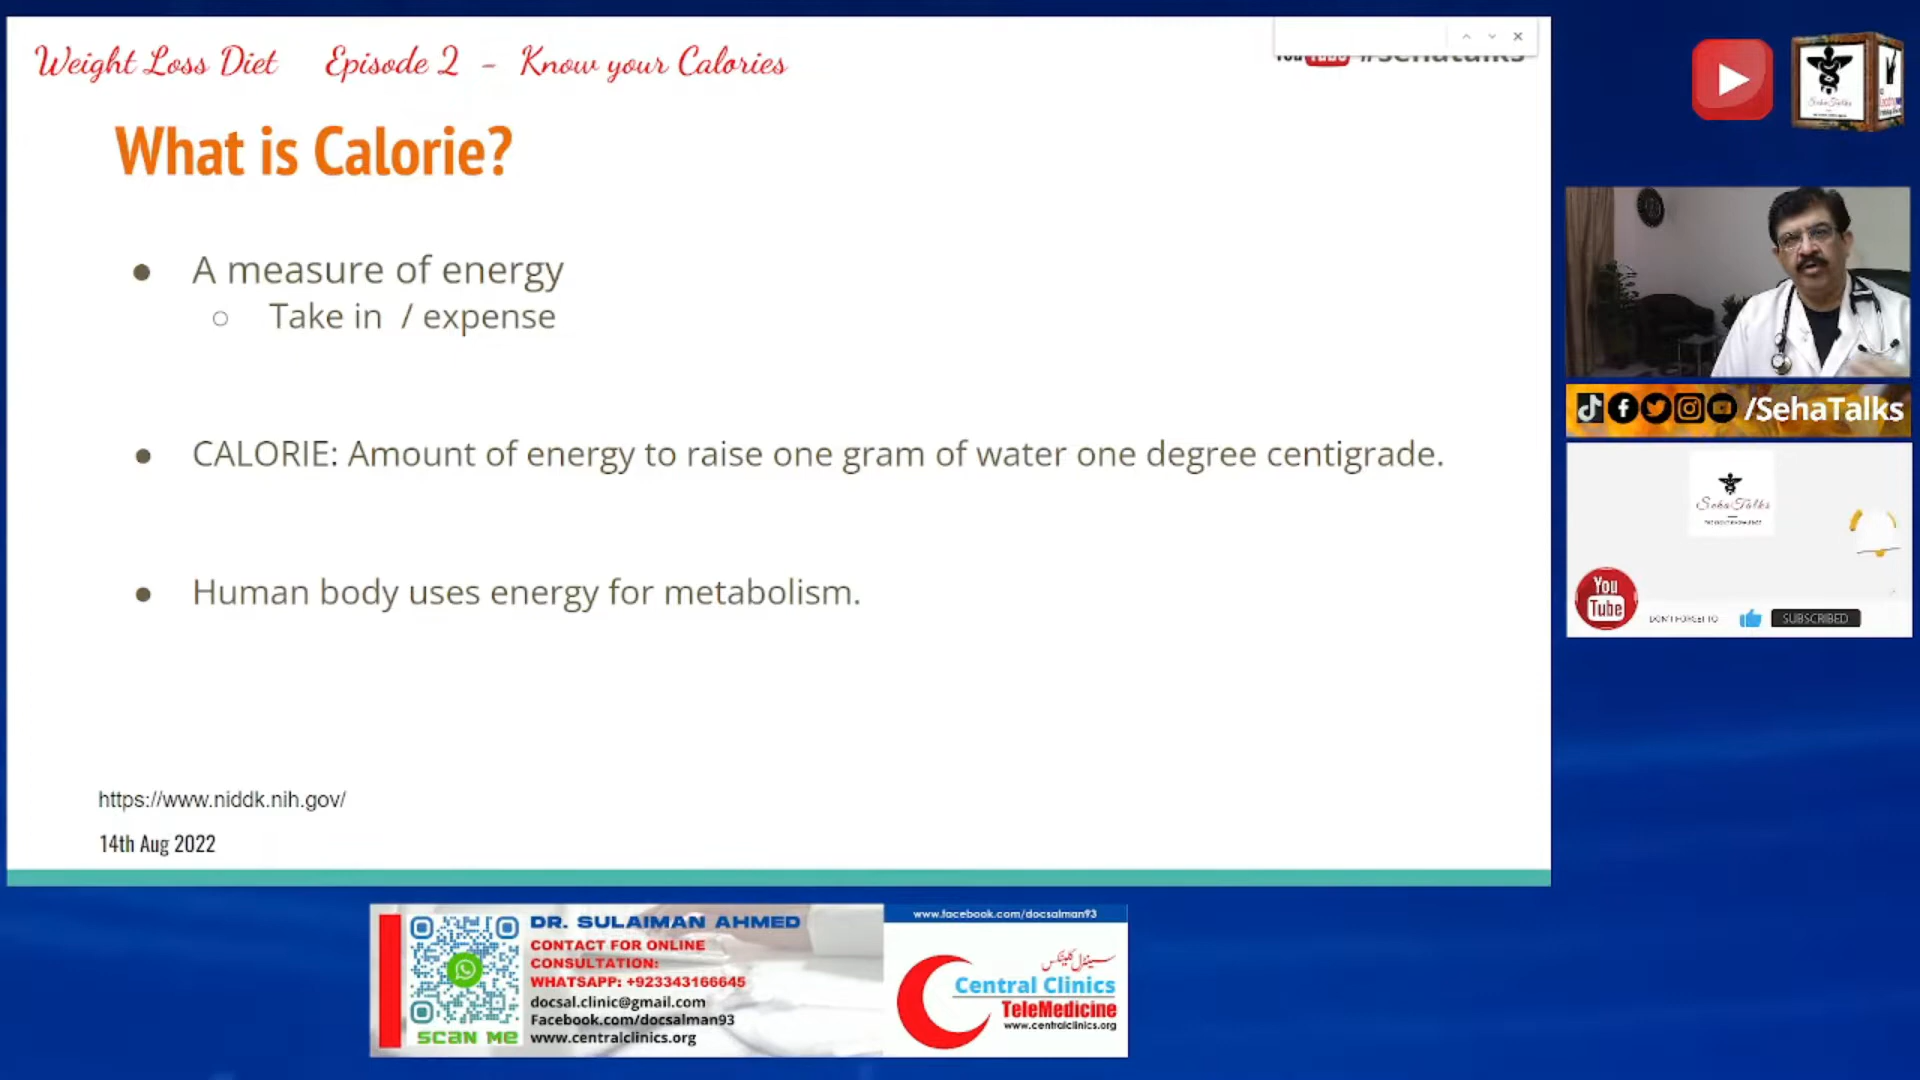 Weight Loss Diet Episode 2 - Know your Calories
What is Calorie?
A measure of energy
Take in / expense
CALORIE: Amount of energy to raise one gram of water one degree centigrade.
Human body uses energy for metabolism.
https://www.niddk.nih.gov/
14th Aug 2022
/SehaTalks
SehaTalks
You
Tube
DON'T FORGET TO
SUBSCRIBED
DR. SULAIMAN AHMED
CONTACT FOR ONLINE
CONSULTATION:
WHATSAPP: +923343166645
docsal.clinic@gmail.com
Facebook.com/docsalman93
www.centralclinics.org
SCAN ME
www.facebook.com/docsalman93
سینٹرل کلینکس
Central Clinics
TeleMedicine
www.centralclinics.org